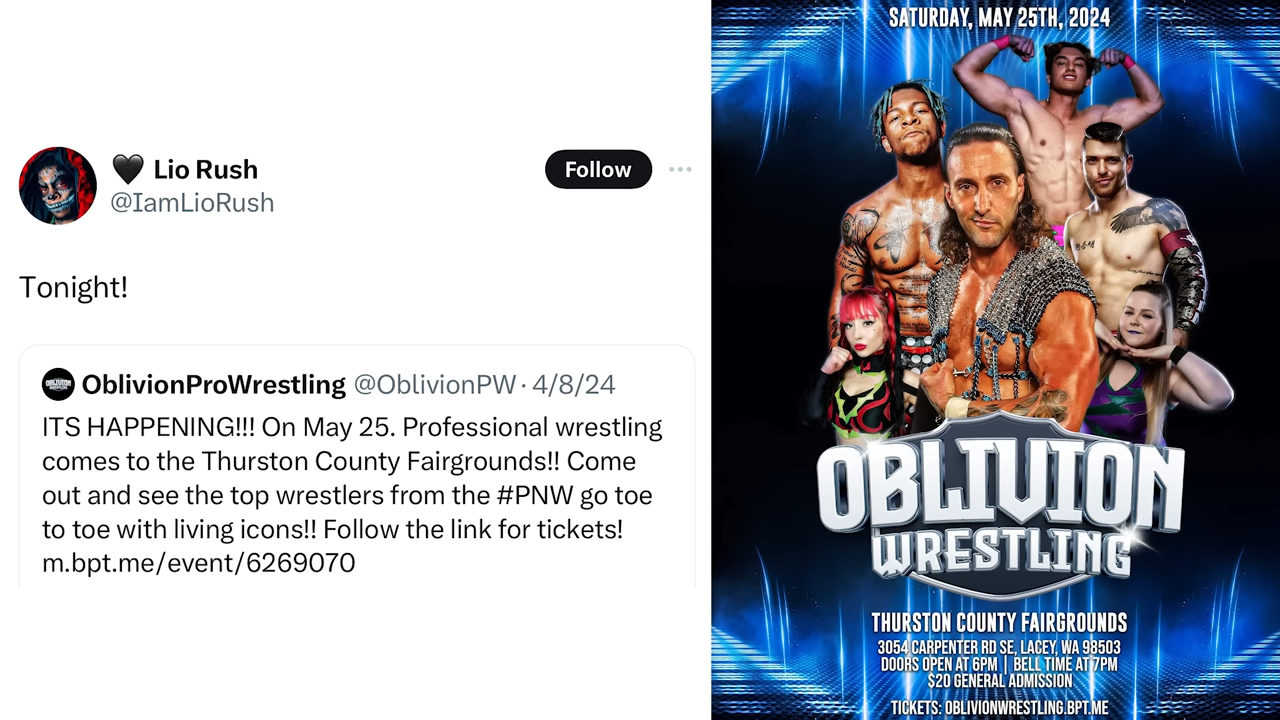 🖤 Lio Rush
@IamLioRush
Follow
Tonight!
OBLIVION
OblivionProWrestling @OblivionPW · 4/8/24
ITS HAPPENING!!! On May 25. Professional wrestling
comes to the Thurston County Fairgrounds!! Come
out and see the top wrestlers from the #PNW go toe
to toe with living icons!! Follow the link for tickets!
m.bpt.me/event/6269070
SATURDAY, MAY 25TH, 2024
OBLIVION
WRESTLING
THURSTON COUNTY FAIRGROUNDS
3054 CARPENTER RD SE, LACEY, WA 98503
DOORS OPEN AT 6PM | BELL TIME AT 7PM
$20 GENERAL ADMISSION
TICKETS: OBLIVIONWRESTLING.BPT.ME